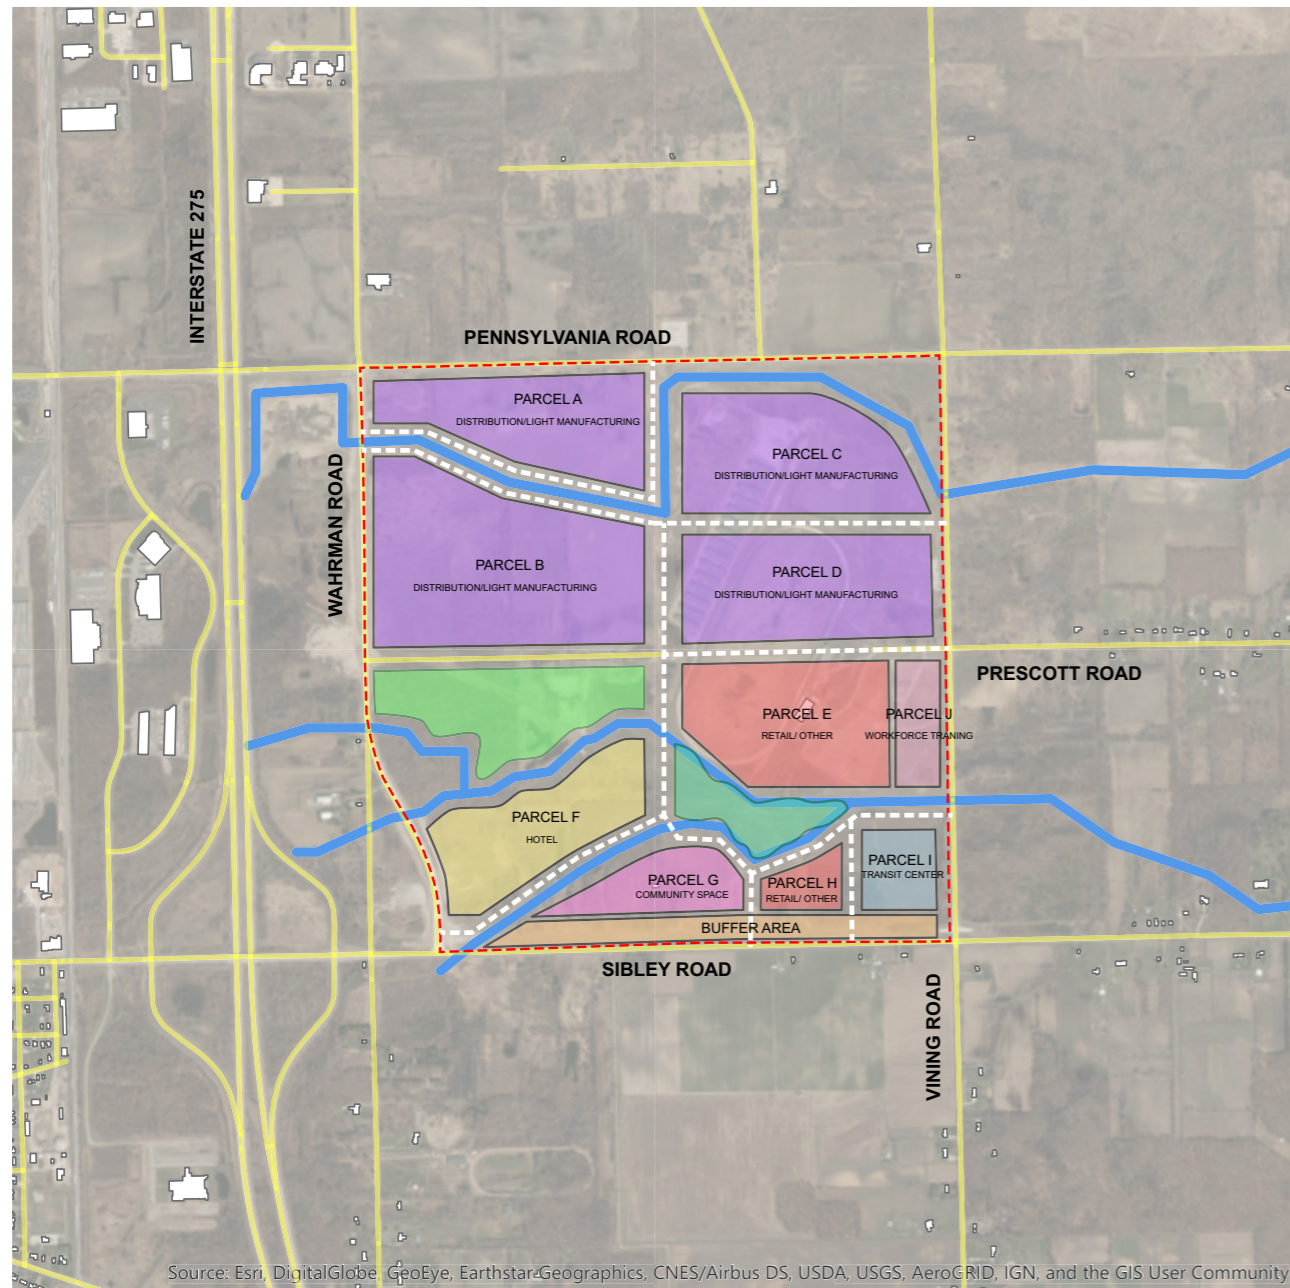 INTERSTATE 275
PENNSYLVANIA ROAD
PARCEL A
DISTRIBUTION/LIGHT MANUFACTURING
PARCEL C
DISTRIBUTION/LIGHT MANUFACTURING
WAHRMAN ROAD
PARCEL B
DISTRIBUTION/LIGHT MANUFACTURING
PARCEL D
DISTRIBUTION/LIGHT MANUFACTURING
PRESCOTT ROAD
PARCEL E
RETAIL/ OTHER
PARCEL J
WORKFORCE TRANING
PARCEL F
HOTEL
PARCEL G
COMMUNITY SPACE
PARCEL H
RETAIL/ OTHER
PARCEL I
TRANSIT CENTER
BUFFER AREA
SIBLEY ROAD
VINING ROAD
Source: Esri, DigitalGlobe, GeoEye, Earthstar Geographics, CNES/Airbus DS, USDA, USGS, AeroGRID, IGN, and the GIS User Community